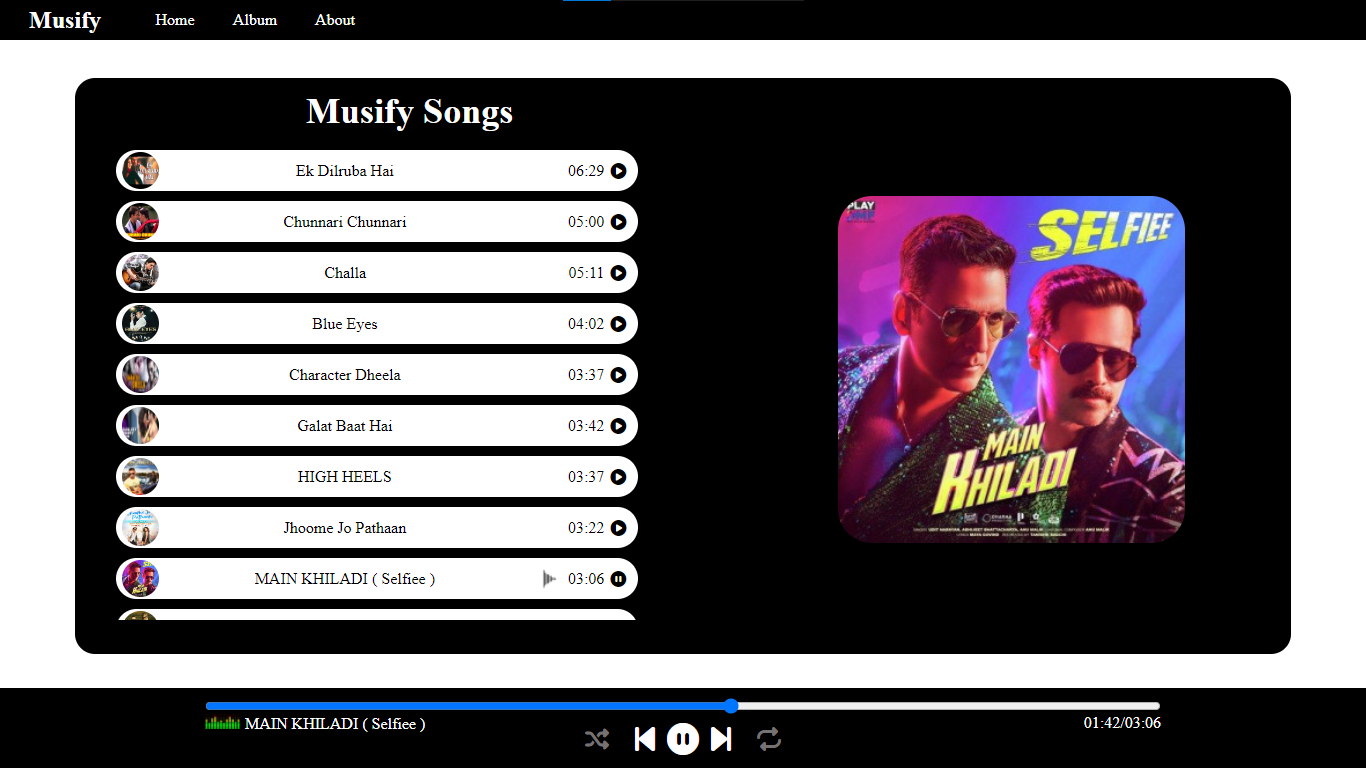 Musify Home Album About
Musify Songs
Ek Dilruba Hai 06:29
Chunnari Chunnari 05:00
Challa 05:11
Blue Eyes 04:02
Character Dheela 03:37
Galat Baat Hai 03:42
HIGH HEELS 03:37
Jhoome Jo Pathaan 03:22
MAIN KHILADI ( Selfiee ) 03:06
PLAY
SELFIEE
MAIN
KHILADI
MAIN KHILADI ( Selfiee ) 01:42/03:06